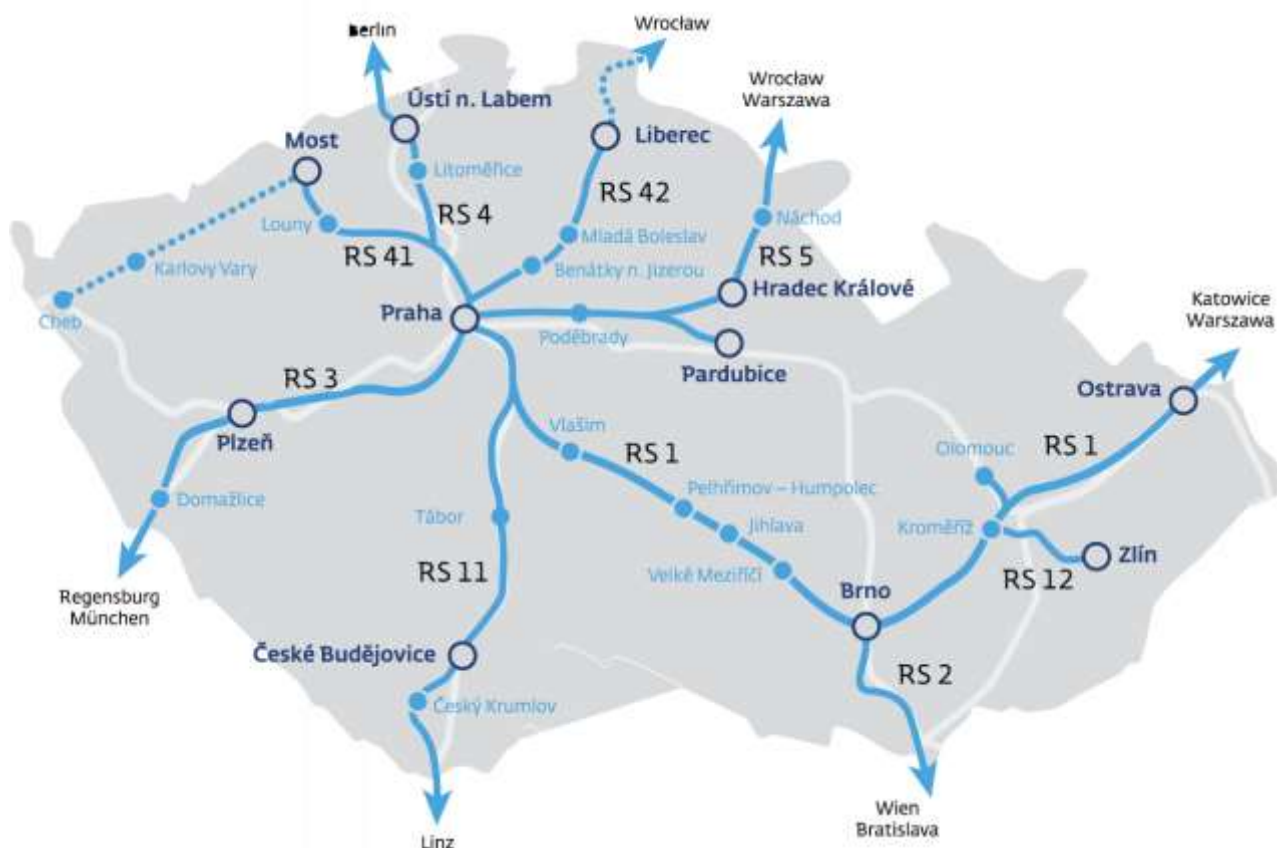 Berlin
Wrocław
Wrocław
Warszawa
Ústí n. Labem
Most
Liberec
Litoměřice
RS 42
Louny
RS 4
Mladá Boleslav
Náchod
RS 41
Karlovy Vary
Benátky n. Jizerou
RS 5
Hradec Králové
Katowice
Warszawa
Cheb
Praha
Poděbrady
Pardubice
RS 3
Ostrava
Plzeň
Vlašim
RS 1
RS 1
Olomouc
Pelhřimov – Humpolec
Domažlice
Tábor
Jihlava
Kroměříž
Zlín
RS 11
Velké Meziříčí
RS 12
Regensburg
München
Brno
České Budějovice
RS 2
Český Krumlov
Wien
Bratislava
Linz